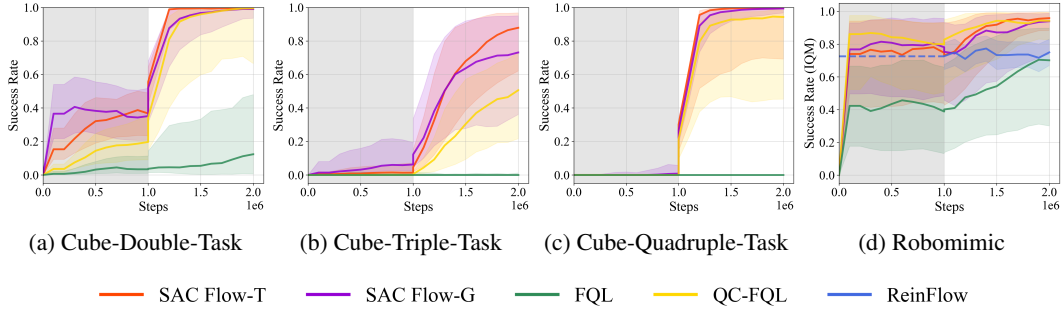 1.0
0.8
0.6
0.4
0.2
0.0
Success Rate
0.0 0.5 1.0 1.5 2.0
Steps 1e6
1.0
0.8
0.6
0.4
0.2
0.0
Success Rate
0.0 0.5 1.0 1.5 2.0
Steps 1e6
1.0
0.8
0.6
0.4
0.2
0.0
Success Rate
0.0 0.5 1.0 1.5 2.0
Steps 1e6
1.0
0.8
0.6
0.4
0.2
0.0
Success Rate (IQM)
0.0 0.5 1.0 1.5 2.0
Steps 1e6
(a) Cube-Double-Task
(b) Cube-Triple-Task
(c) Cube-Quadruple-Task
(d) Robomimic
SAC Flow-T SAC Flow-G FQL QC-FQL ReinFlow